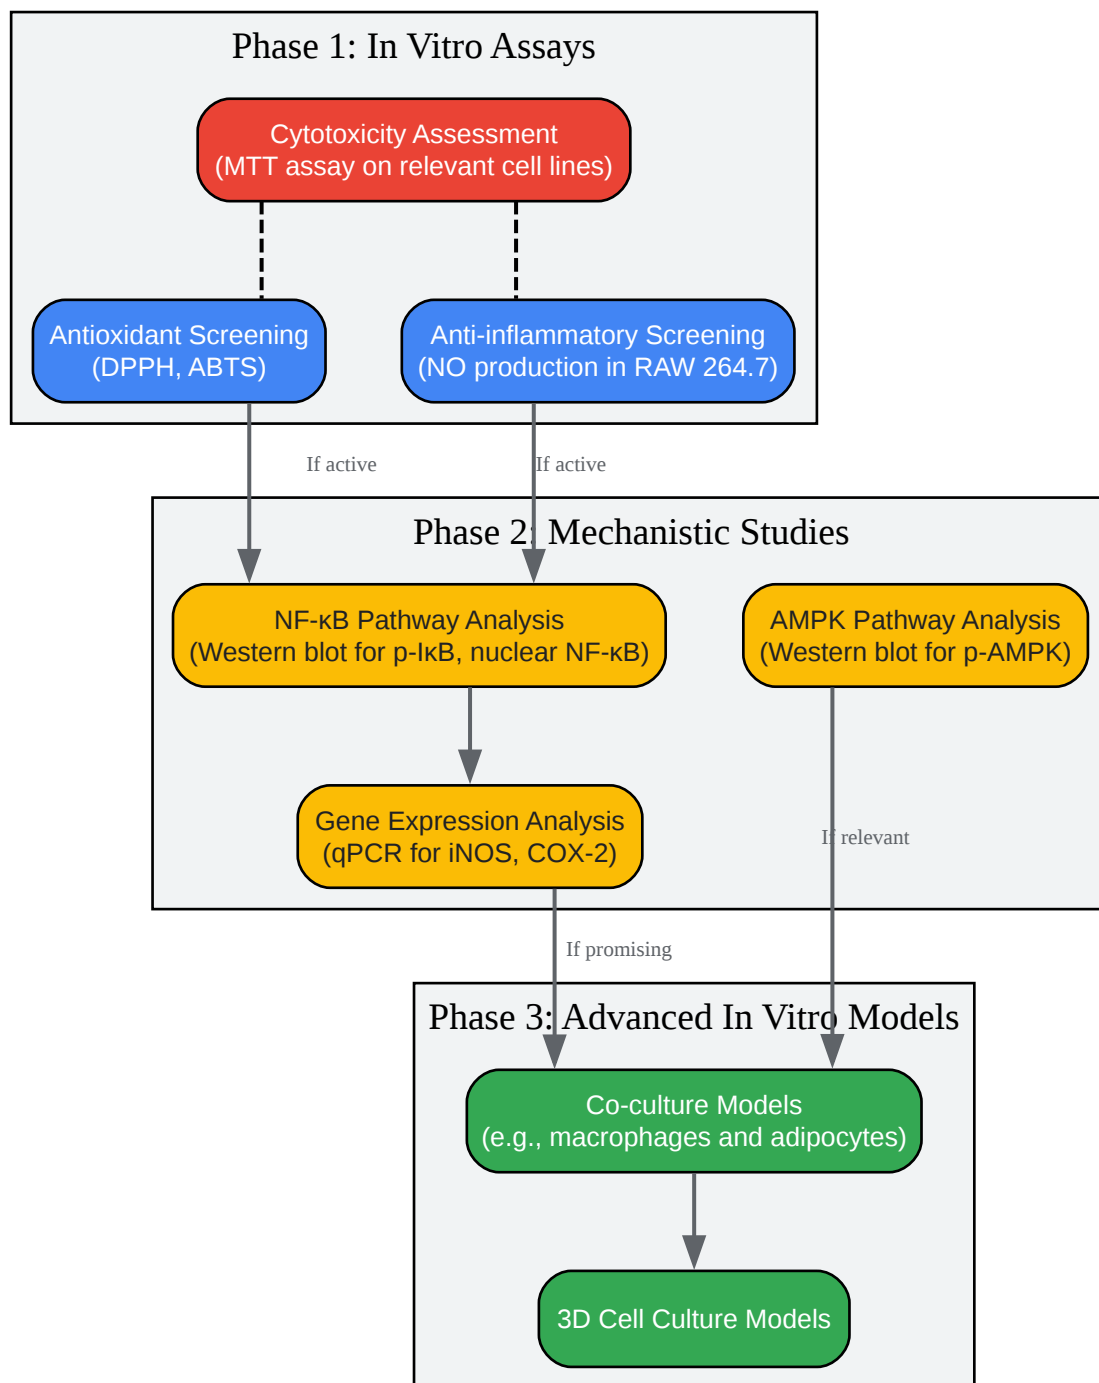 Phase 1: In Vitro Assays
Cytotoxicity Assessment
(MTT assay on relevant cell lines)
Antioxidant Screening
(DPPH, ABTS)
Anti-inflammatory Screening
(NO production in RAW 264.7)
If active
If active
Phase 2: Mechanistic Studies
NF-κB Pathway Analysis
(Western blot for p-IκB, nuclear NF-κB)
AMPK Pathway Analysis
(Western blot for p-AMPK)
Gene Expression Analysis
(qPCR for iNOS, COX-2)
If relevant
If promising
Phase 3: Advanced In Vitro Models
Co-culture Models
(e.g., macrophages and adipocytes)
3D Cell Culture Models